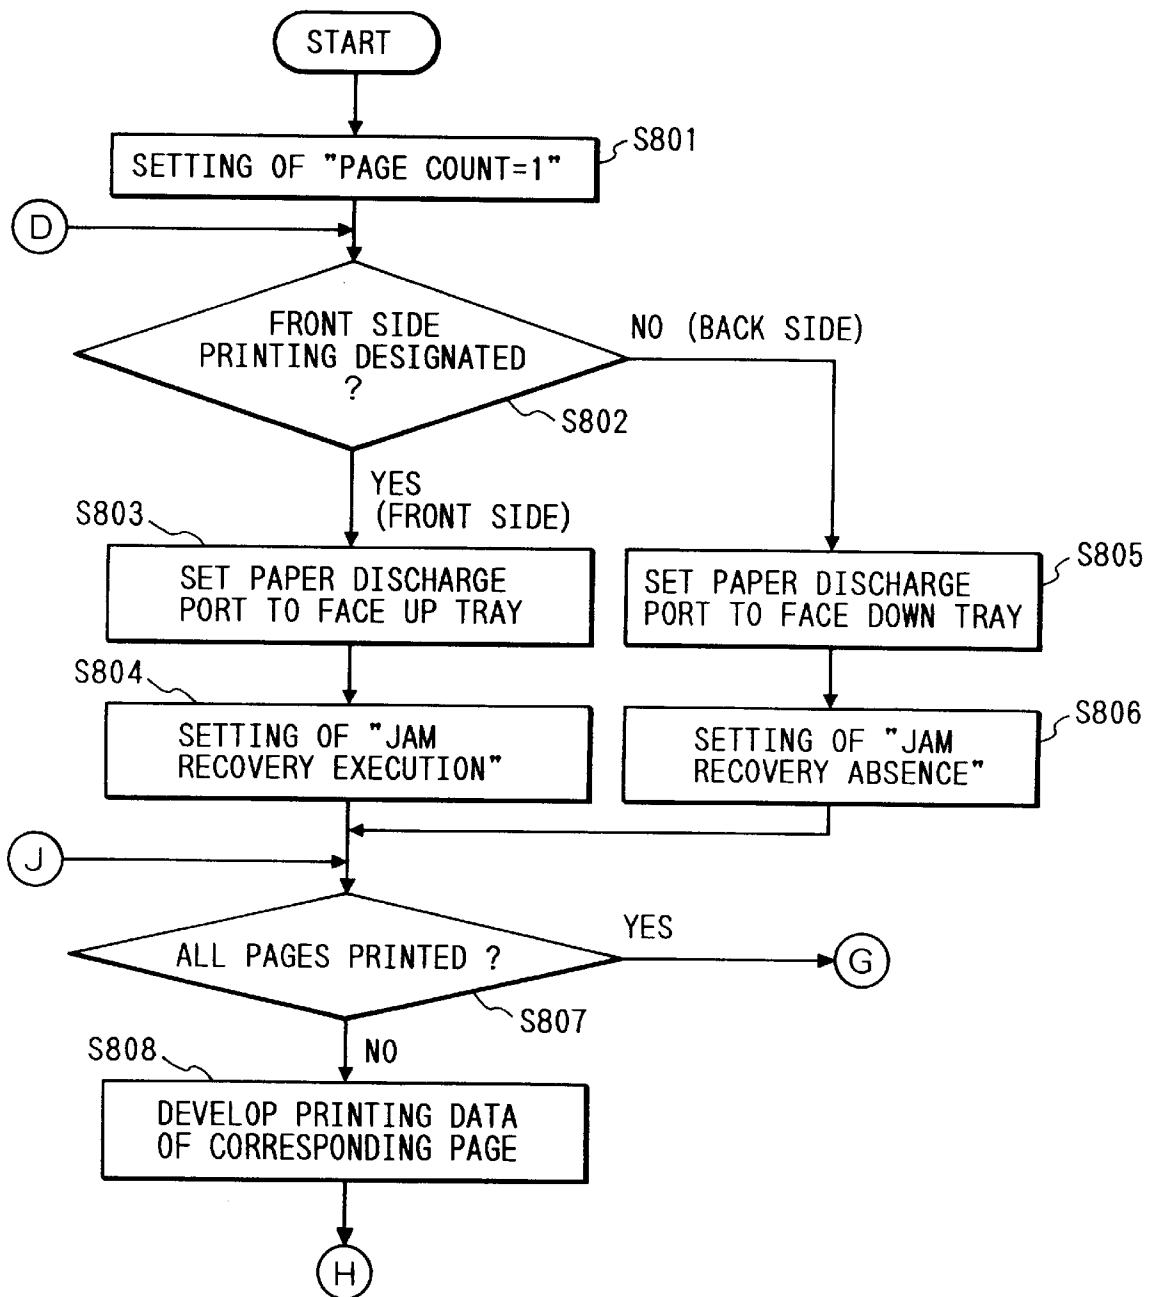 START
SETTING OF "PAGE COUNT=1"
S801
D
FRONT SIDE
PRINTING DESIGNATED
?
S802
NO (BACK SIDE)
YES
(FRONT SIDE)
S803
SET PAPER DISCHARGE
PORT TO FACE UP TRAY
S805
SET PAPER DISCHARGE
PORT TO FACE DOWN TRAY
S804
SETTING OF "JAM
RECOVERY EXECUTION"
S806
SETTING OF "JAM
RECOVERY ABSENCE"
J
ALL PAGES PRINTED ?
S807
YES
G
NO
S808
DEVELOP PRINTING DATA
OF CORRESPONDING PAGE
H